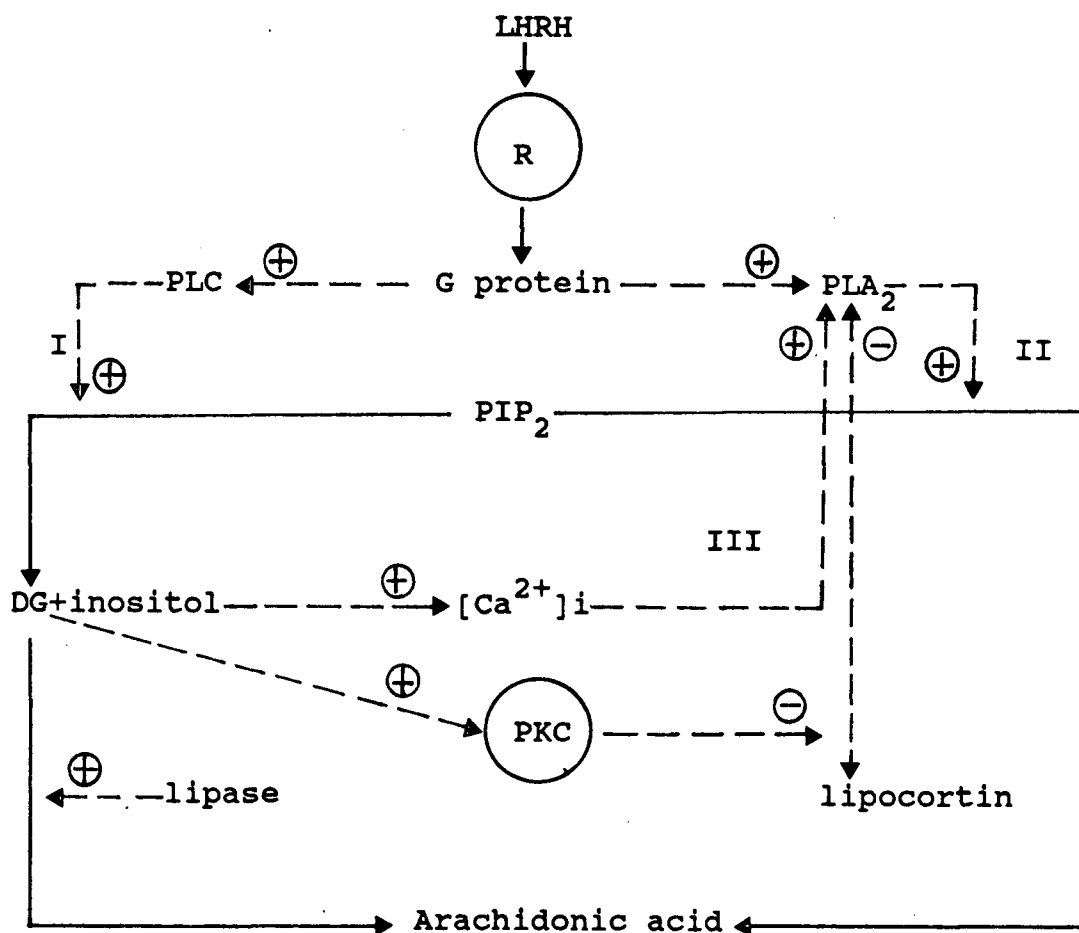 LHRH
R
PLC ⊕ G protein ⊕ PLA₂
I ⊕ ⊕ ⊖ ⊕ II
PIP₂
III
DG+inositol ⊕ [Ca²⁺]i
⊕ PKC ⊖
⊕ lipase lipocortin
Arachidonic acid